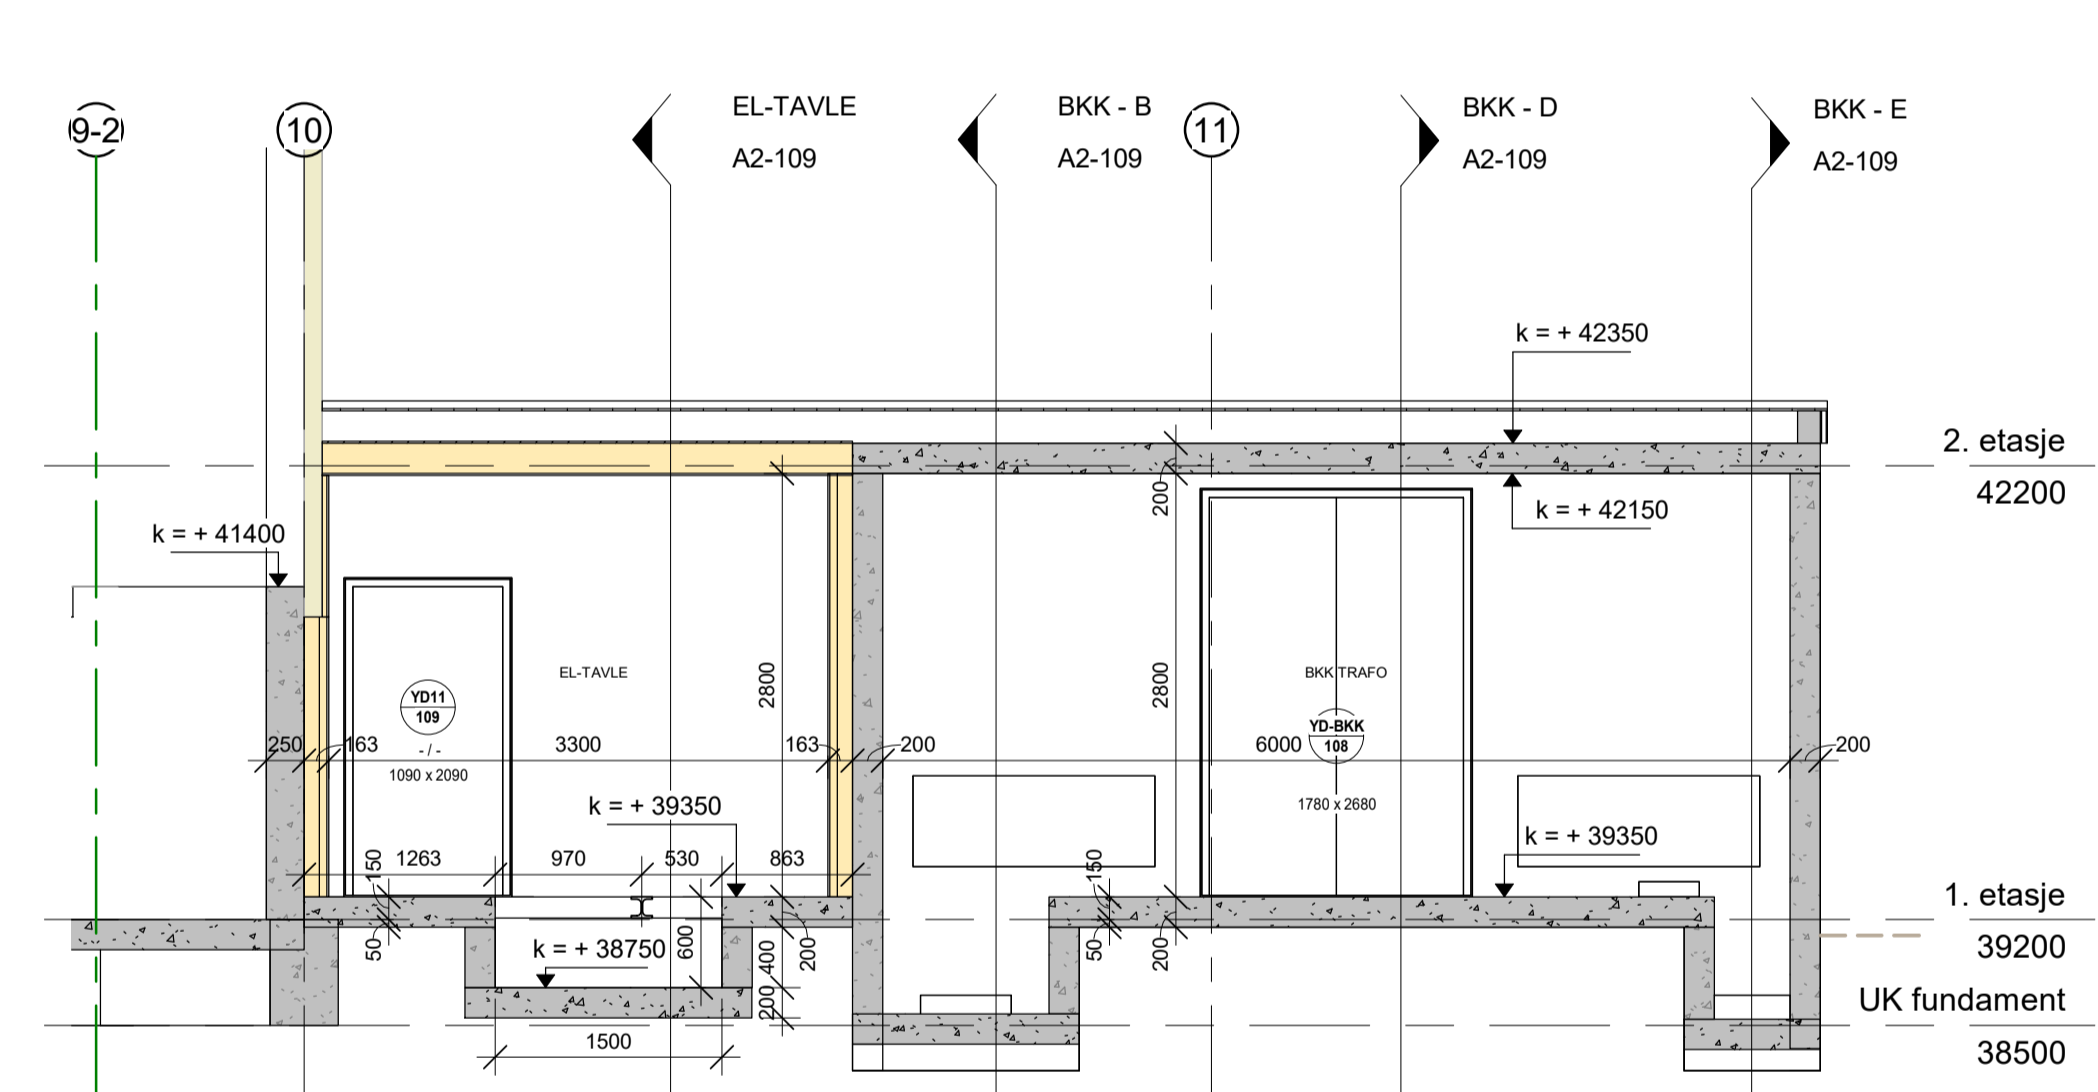 9-2
10
EL-TAVLE
A2-109
BKK - B
A2-109
11
BKK - D
A2-109
BKK - E
A2-109
k = + 42350
2. etasje
42200
200
k = + 42150
k = + 41400
EL-TAVLE
2800
2800
BKK TRAFO
YD11
109
YD-BKK
108
250
163
- / -
3300
163
200
6000
200
1090 x 2090
k = + 39350
1780 x 2680
k = + 39350
150
1263
970
530
863
150
1. etasje
39200
50
k = + 38750
600
400
200
50
200
200
UK fundament
38500
1500